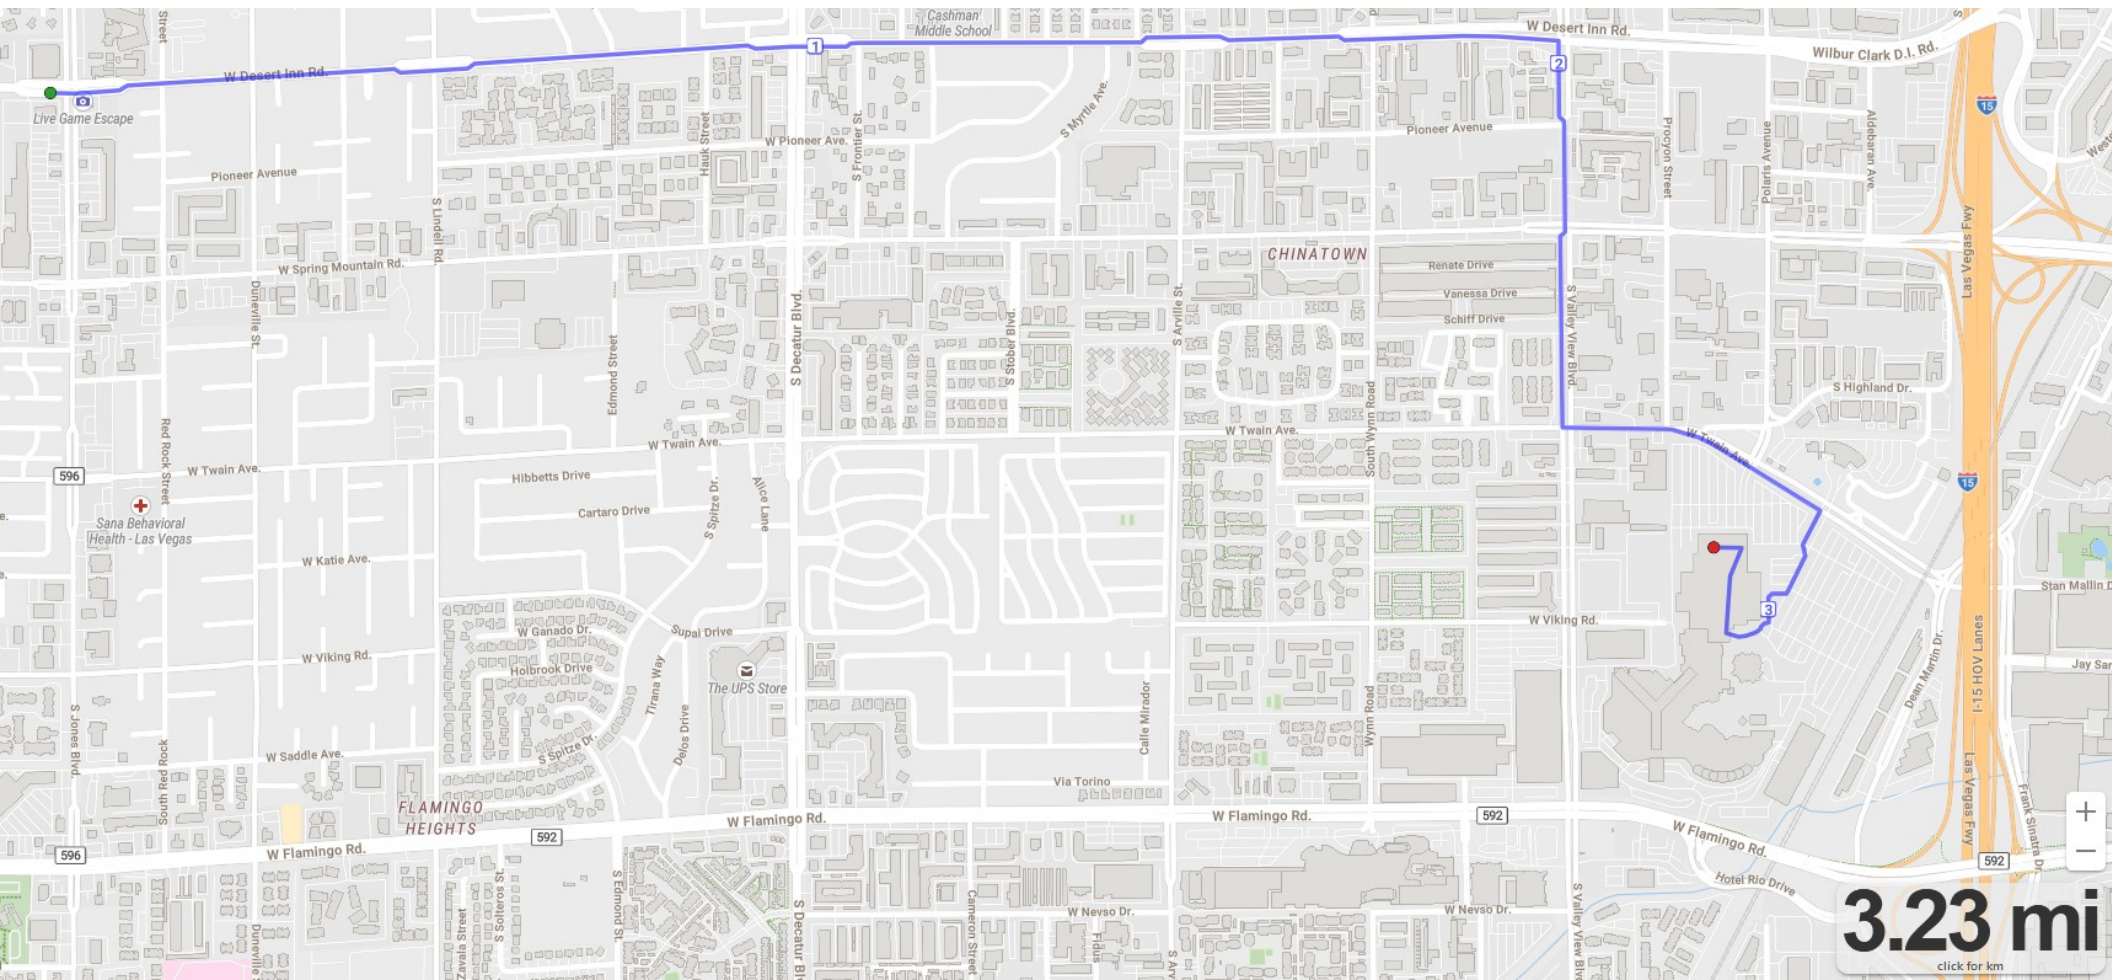 Street
Cashman
Middle School
W Desert Inn Rd.
Wilbur Clark D.I. Rd.
1
2
W Desert Inn Rd.
Live Game Escape
15
S Myrtle Ave.
Hauk Street
W Pioneer Ave.
S Frontier St.
Pioneer Avenue
Procyon Street
Polaris Avenue
Aldebaran Ave.
Pioneer Avenue
S Lindell Rd.
Las Vegas Fwy
W Spring Mountain Rd.
CHINATOWN
Renate Drive
Vanessa Drive
Schiff Drive
Duneville St.
S Decatur Blvd.
S Stober Blvd.
S Arville St.
S Valley View Blvd.
Edmond Street
S Highland Dr.
South Wynn Road
Red Rock Street
W Twain Ave.
W Twain Ave.
W Twain Ave.
W Twain Ave.
596
Hibbetts Drive
Cartaro Drive
S Spitze Dr.
Alice Lane
15
Sana Behavioral
Health - Las Vegas
W Katie Ave.
Stan Mallin D
3
W Ganado Dr.
Supai Drive
W Viking Rd.
W Viking Rd.
Holbrook Drive
The UPS Store
Tirana Way
Dean Martin Dr.
I-15 HOV Lanes
Jay Sar
S Jones Blvd.
South Red Rock
W Saddle Ave.
S Spitze Dr.
Delos Drive
Calle Mirador
Wynn Road
Via Torino
Las Vegas Fwy
Frank Sinatra Dr.
FLAMINGO
HEIGHTS
W Flamingo Rd.
W Flamingo Rd.
W Flamingo Rd.
W Flamingo Rd.
592
592
592
596
Hotel Rio Drive
Duneville
Zavala Street
S Solteros St.
S Edmond St.
S Decatur Blv
Cameron Street
W Nevso Dr.
W Nevso Dr.
S Valley View Blv
+
−
3.23 mi
click for km